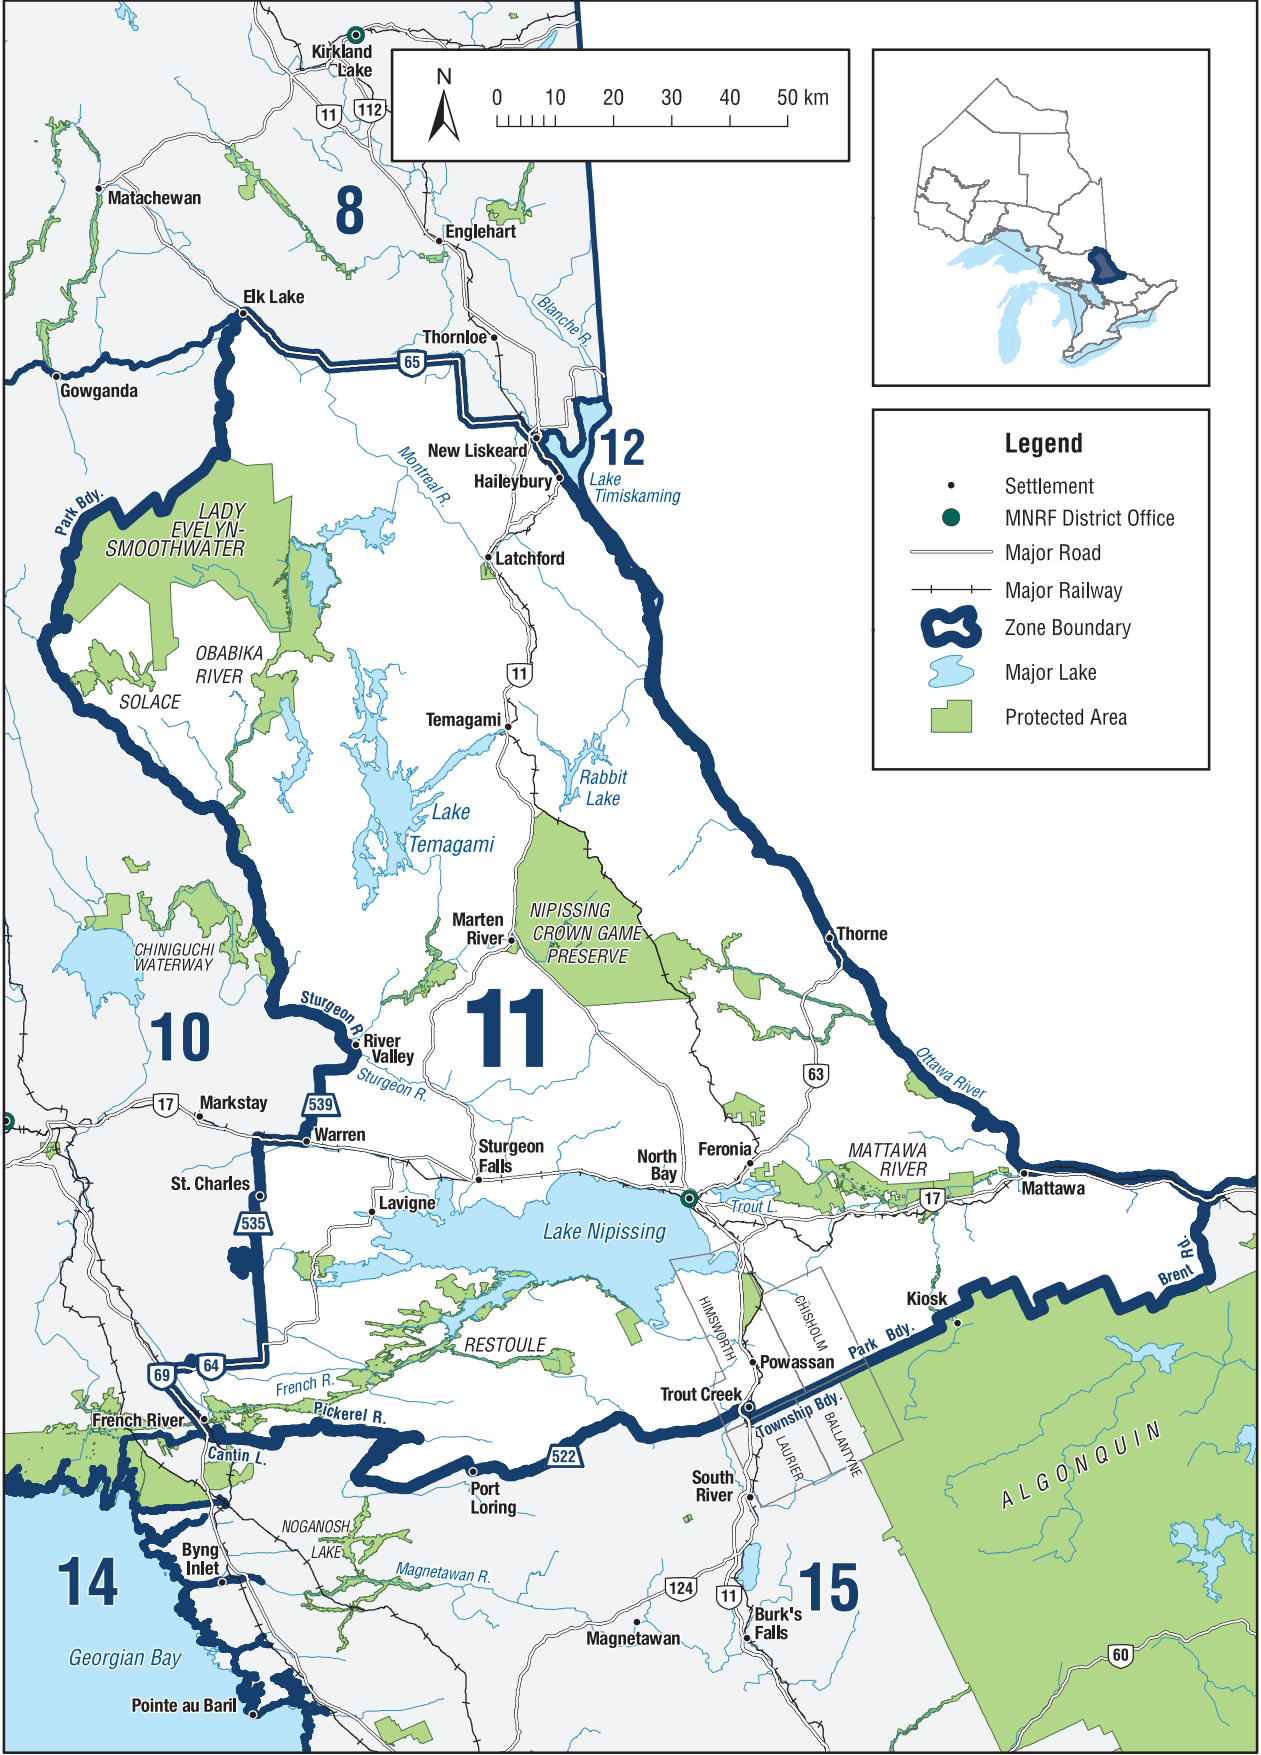 Kirkland
Lake
N
0 10 20 30 40 50 km
11
112
8
Matachewan
Englehart
Elk Lake
Blanche R.
Thornloe
65
Gowganda
Legend
Settlement
MNRF District Office
Major Road
Major Railway
Zone Boundary
Major Lake
Protected Area
New Liskeard
12
Haileybury
Lake
Timiskaming
Montreal R.
Park Bdy.
LADY
EVELYN-
SMOOTHWATER
Latchford
OBABIKA
RIVER
SOLACE
11
Temagami
Rabbit
Lake
Lake
Temagami
Marten
River
NIPISSING
CROWN GAME
PRESERVE
Thorne
CHINIGUCHI
WATERWAY
10
Sturgeon R.
11
River
Valley
Sturgeon R.
Ottawa River
63
17
Markstay
539
Warren
Sturgeon
Falls
North
Bay
Feronia
MATTAWA
RIVER
St. Charles
Lavigne
Trout L.
17
Mattawa
535
Lake Nipissing
Brent Rd.
HIMSWORTH
CHISHOLM
Kiosk
Park Bdy.
RESTOULE
Powassan
69
64
French R.
Trout Creek
French River
Pickerel R.
Township Bdy.
Cantin L.
522
LAURIER
BALLANTYNE
ALGONQUIN
Port
Loring
South
River
NOGANOSH
LAKE
Byng
Inlet
14
Magnetawan R.
124
11
15
Burk's
Falls
Magnetawan
Georgian Bay
60
Pointe au Baril